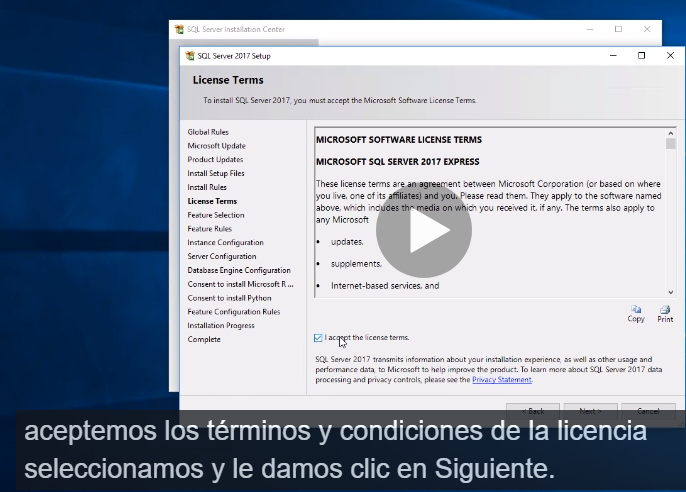 SQL Server Installation Center
SQL Server 2017 Setup
License Terms
To install SQL Server 2017, you must accept the Microsoft Software License Terms.
Global Rules
Microsoft Update
Product Updates
Install Setup Files
Install Rules
License Terms
Feature Selection
Feature Rules
Instance Configuration
Server Configuration
Database Engine Configuration
Consent to install Microsoft R ...
Consent to install Python
Feature Configuration Rules
Installation Progress
Complete
MICROSOFT SOFTWARE LICENSE TERMS
MICROSOFT SQL SERVER 2017 EXPRESS
These license terms are an agreement between Microsoft Corporation (or based on where
you live, one of its affiliates) and you. Please read them. They apply to the software named
above, which includes the media on which you received it, if any. The terms also apply to
any Microsoft
• updates,
• supplements,
• Internet-based services, and
Copy Print
I accept the license terms.
SQL Server 2017 transmits information about your installation experience, as well as other usage and
performance data, to Microsoft to help improve the product. To learn more about SQL Server 2017 data
processing and privacy controls, please see the Privacy Statement.
< Back Next > Cancel
aceptemos los términos y condiciones de la licencia
seleccionamos y le damos clic en Siguiente.